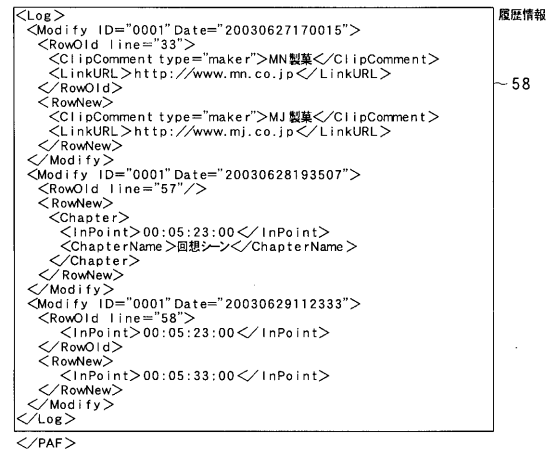 <Log>
履歴情報
<Modify ID="0001" Date="20030627170015">
<RowOld line="33">
<ClipComment type="maker">MN製菓</ClipComment>
<LinkURL>http://www.mn.co.jp</LinkURL>
</RowOld>
58
<RowNew>
<ClipComment type="maker">MJ製菓</ClipComment>
<LinkURL>http://www.mj.co.jp</LinkURL>
</RowNew>
</Modify>
<Modify ID="0001" Date="20030628193507">
<RowOld line="57"/>
<RowNew>
<Chapter>
<InPoint>00:05:23:00</InPoint>
<ChapterName>回想シーン</ChapterName>
</Chapter>
</RowNew>
</Modify>
<Modify ID="0001" Date="20030629112333">
<RowOld line="58">
<InPoint>00:05:23:00</InPoint>
</RowOld>
<RowNew>
<InPoint>00:05:33:00</InPoint>
</RowNew>
</Modify>
</Log>
</PAF>